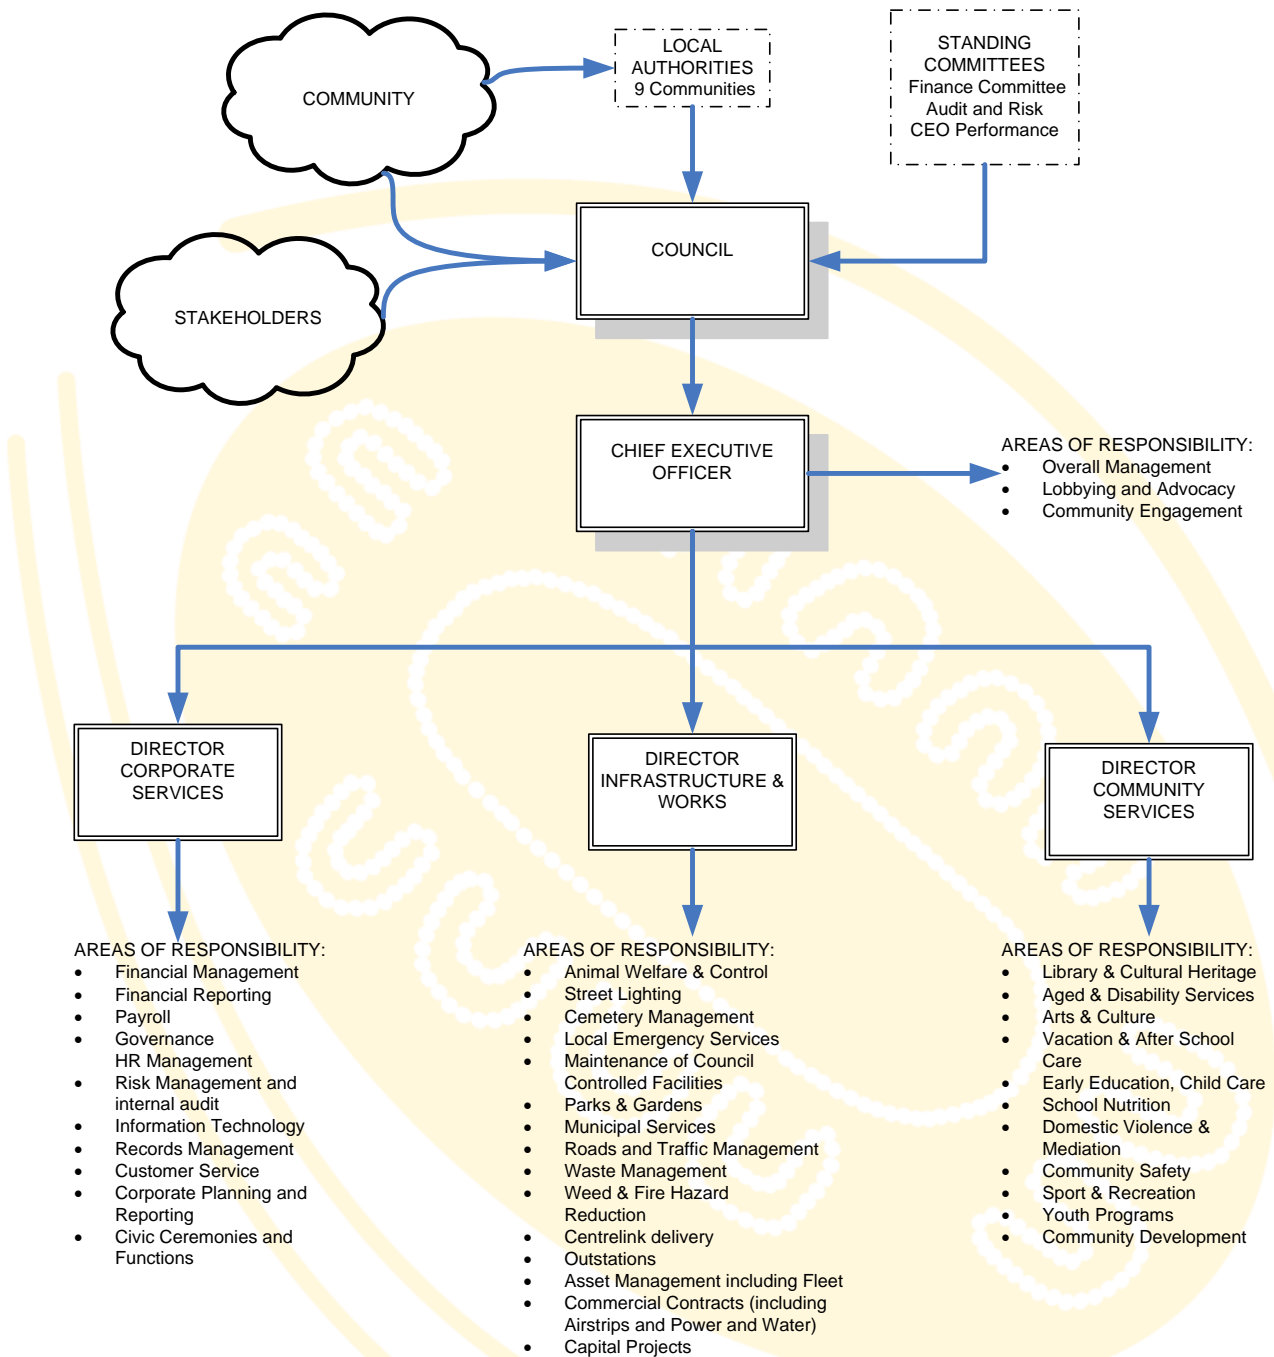 COMMUNITY
LOCAL
AUTHORITIES
9 Communities
STANDING
COMMITTEES
Finance Committee
Audit and Risk
CEO Performance
COUNCIL
STAKEHOLDERS
CHIEF EXECUTIVE
OFFICER
AREAS OF RESPONSIBILITY:
• Overall Management
• Lobbying and Advocacy
• Community Engagement
DIRECTOR
CORPORATE
SERVICES
DIRECTOR
INFRASTRUCTURE &
WORKS
DIRECTOR
COMMUNITY
SERVICES
AREAS OF RESPONSIBILITY:
• Financial Management
• Financial Reporting
• Payroll
• Governance
HR Management
• Risk Management and
internal audit
• Information Technology
• Records Management
• Customer Service
• Corporate Planning and
Reporting
• Civic Ceremonies and
Functions
AREAS OF RESPONSIBILITY:
• Animal Welfare & Control
• Street Lighting
• Cemetery Management
• Local Emergency Services
• Maintenance of Council
Controlled Facilities
• Parks & Gardens
• Municipal Services
• Roads and Traffic Management
• Waste Management
• Weed & Fire Hazard
Reduction
• Centrelink delivery
• Outstations
• Asset Management including Fleet
• Commercial Contracts (including
Airstrips and Power and Water)
• Capital Projects
AREAS OF RESPONSIBILITY:
• Library & Cultural Heritage
• Aged & Disability Services
• Arts & Culture
• Vacation & After School
Care
• Early Education, Child Care
• School Nutrition
• Domestic Violence &
Mediation
• Community Safety
• Sport & Recreation
• Youth Programs
• Community Development